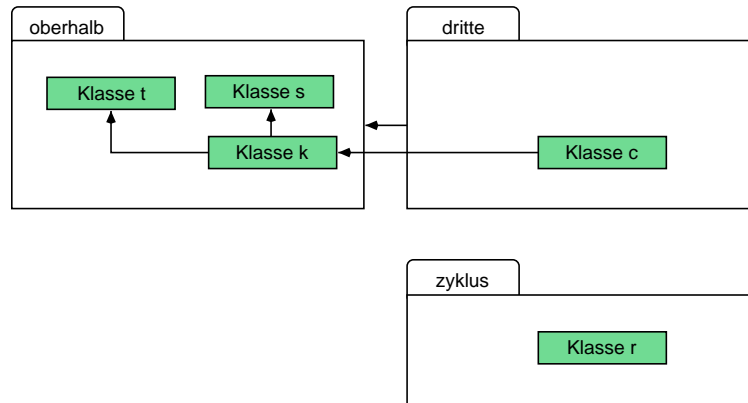 oberhalb
dritte
Klasse t
Klasse s
Klasse k
Klasse c
zyklus
Klasse r